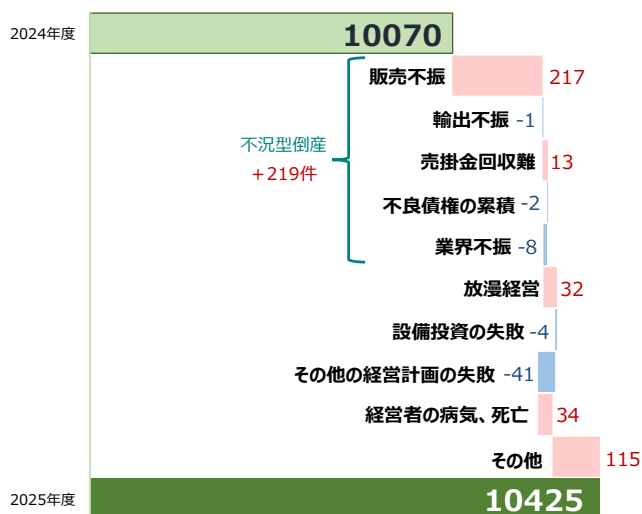 2024年度 10070
販売不振 217
輸出不振 -1
不況型倒産
+219件
売掛金回収難 13
不良債権の累積 -2
業界不振 -8
放漫経営 32
設備投資の失敗 -4
その他の経営計画の失敗 -41
経営者の病気、死亡 34
その他 115
2025年度 10425